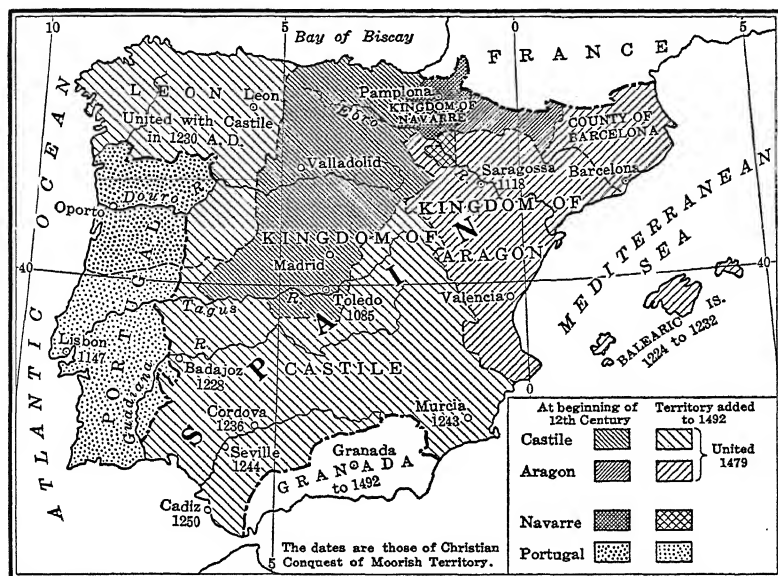 10
5
0
5
Bay of Biscay
FRANCE
LEON
Leon
United with Castile
in 1230 A.D.
Pamplona
KINGDOM OF
NAVARRE
Ebro
R.
COUNTY OF
BARCELONA
Valladolid
Saragossa
1118
Barcelona
Douro R.
Oporto
KINGDOM OF
ARAGON
KINGDOM OF
CASTILE
Madrid
40
40
Tagus
R.
Toledo
1085
Valencia
SPAIN
PORTUGAL
Lisbon
1147
Badajoz
1228
Guadiana
R.
Cordova
1236
Murcia
1243
Seville
1244
Granada
GRANADA
to 1492
Cadiz
1250
ATLANTIC OCEAN
MEDITERRANEAN
SEA
BALEARIC IS.
1224 to 1232
0
5
5
The dates are those of Christian
Conquest of Moorish Territory.
At beginning of
12th Century
Territory added
to 1492
Castile
Aragon
United
1479
Navarre
Portugal